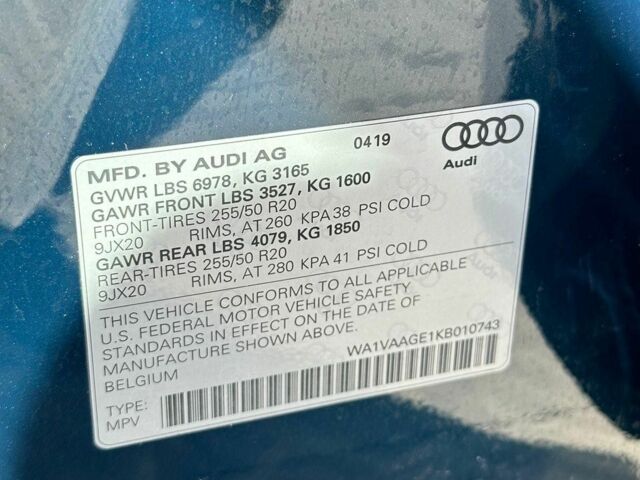 0419
Audi
MFD. BY AUDI AG
GVWR LBS 6978, KG 3165
GAWR FRONT LBS 3527, KG 1600
FRONT-TIRES 255/50 R20
9JX20 RIMS, AT 260 KPA 38 PSI COLD
GAWR REAR LBS 4079, KG 1850
REAR-TIRES 255/50 R20
9JX20 RIMS, AT 280 KPA 41 PSI COLD
THIS VEHICLE CONFORMS TO ALL APPLICABLE
U.S. FEDERAL MOTOR VEHICLE SAFETY
STANDARDS IN EFFECT ON THE DATE OF
MANUFACTURE SHOWN ABOVE.
BELGIUM
WA1VAAGE1KB010743
TYPE:
MPV